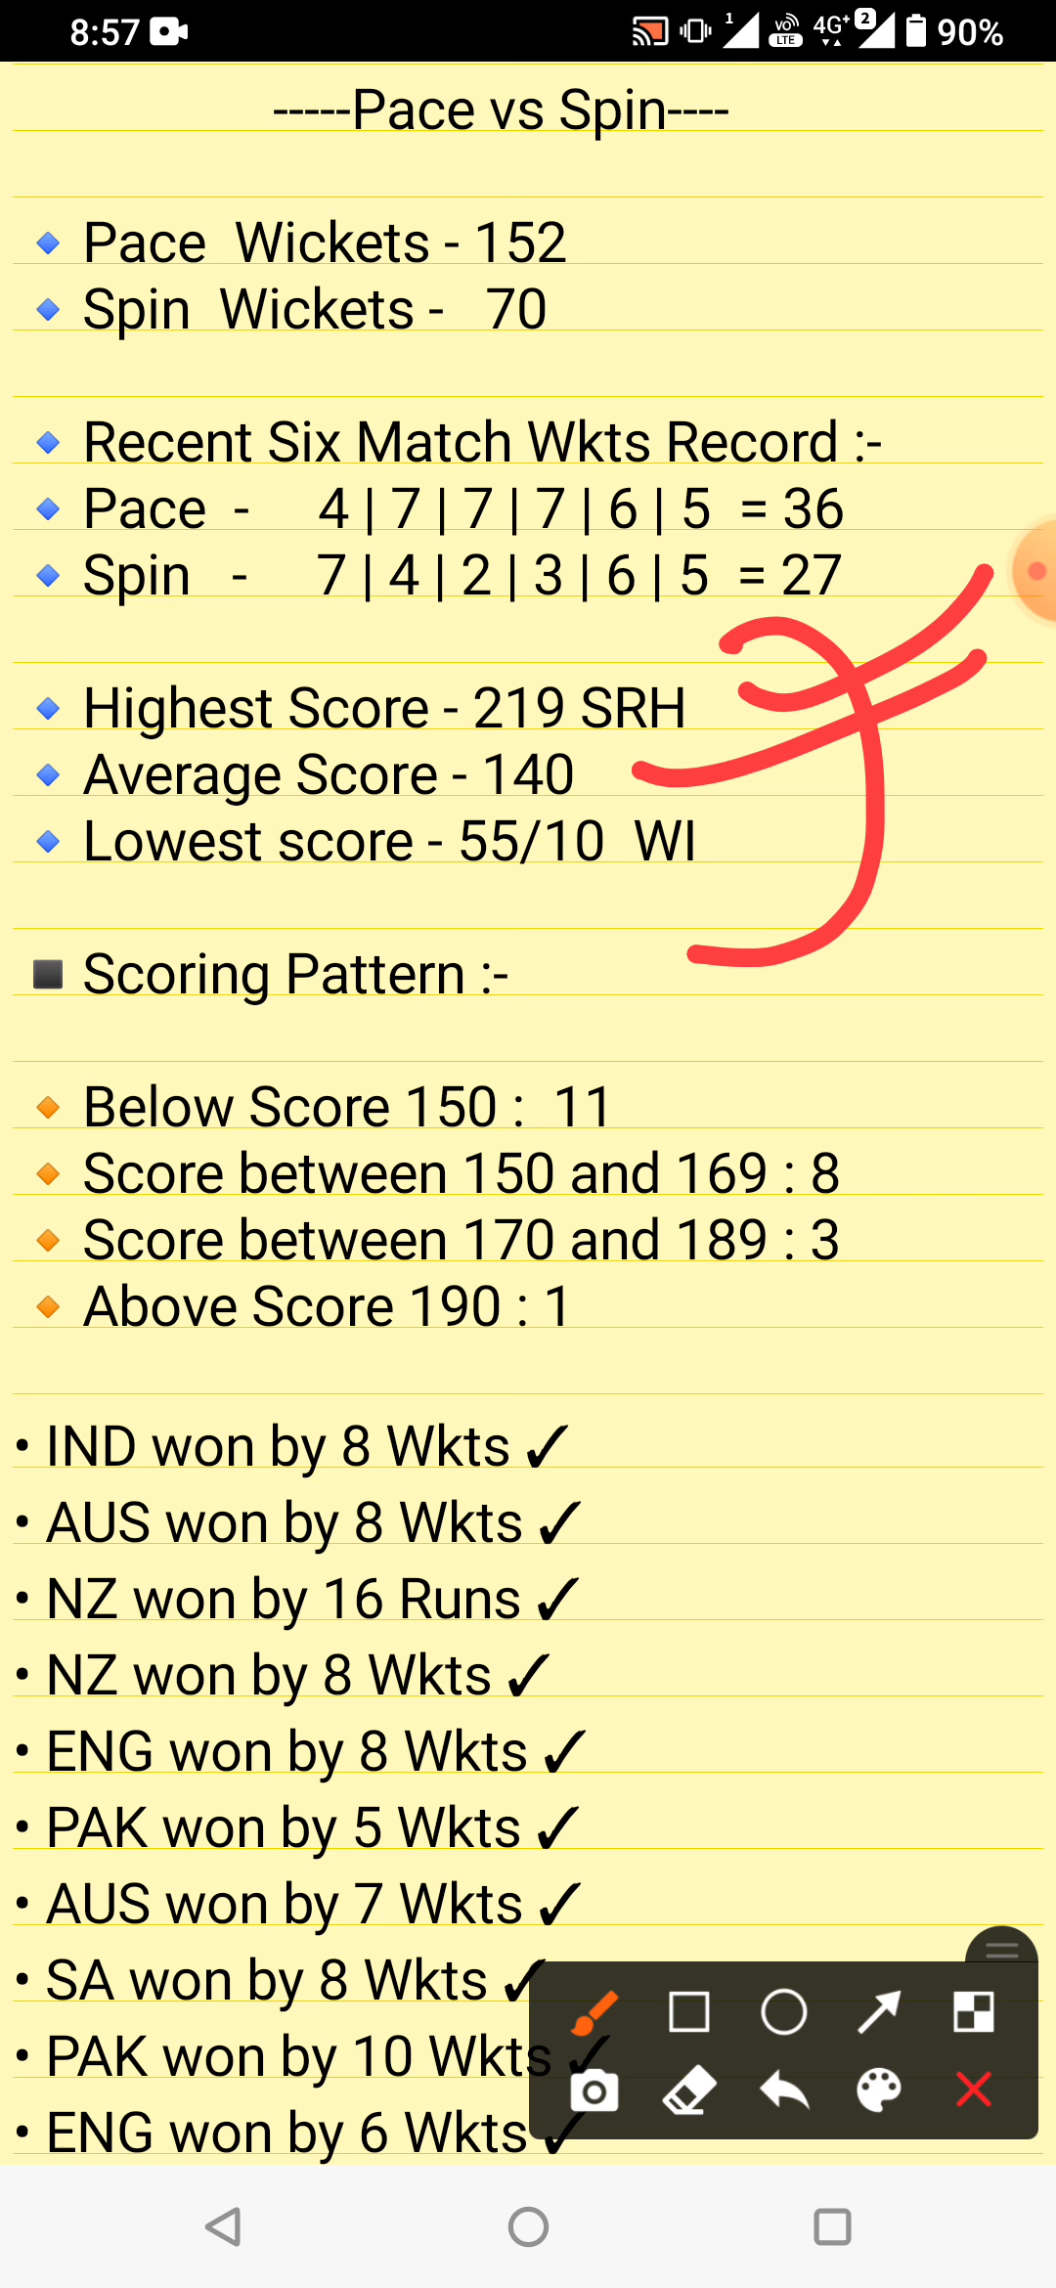 8:57 1 VO LTE 4G+ 2 90%
-----Pace vs Spin----
🔹 Pace  Wickets - 152
🔹 Spin  Wickets -   70
🔹 Recent Six Match Wkts Record :-
🔹 Pace  -     4 | 7 | 7 | 7 | 6 | 5  = 36
🔹 Spin   -     7 | 4 | 2 | 3 | 6 | 5  = 27
🔹 Highest Score - 219 SRH
🔹 Average Score - 140
🔹 Lowest score - 55/10  WI
◾ Scoring Pattern :-
🔸 Below Score 150 :  11
🔸 Score between 150 and 169 : 8
🔸 Score between 170 and 189 : 3
🔸 Above Score 190 : 1
• IND won by 8 Wkts ✓
• AUS won by 8 Wkts ✓
• NZ won by 16 Runs ✓
• NZ won by 8 Wkts ✓
• ENG won by 8 Wkts ✓
• PAK won by 5 Wkts ✓
• AUS won by 7 Wkts ✓
• SA won by 8 Wkts ✓
• PAK won by 10 Wkts ✓
• ENG won by 6 Wkts ✓